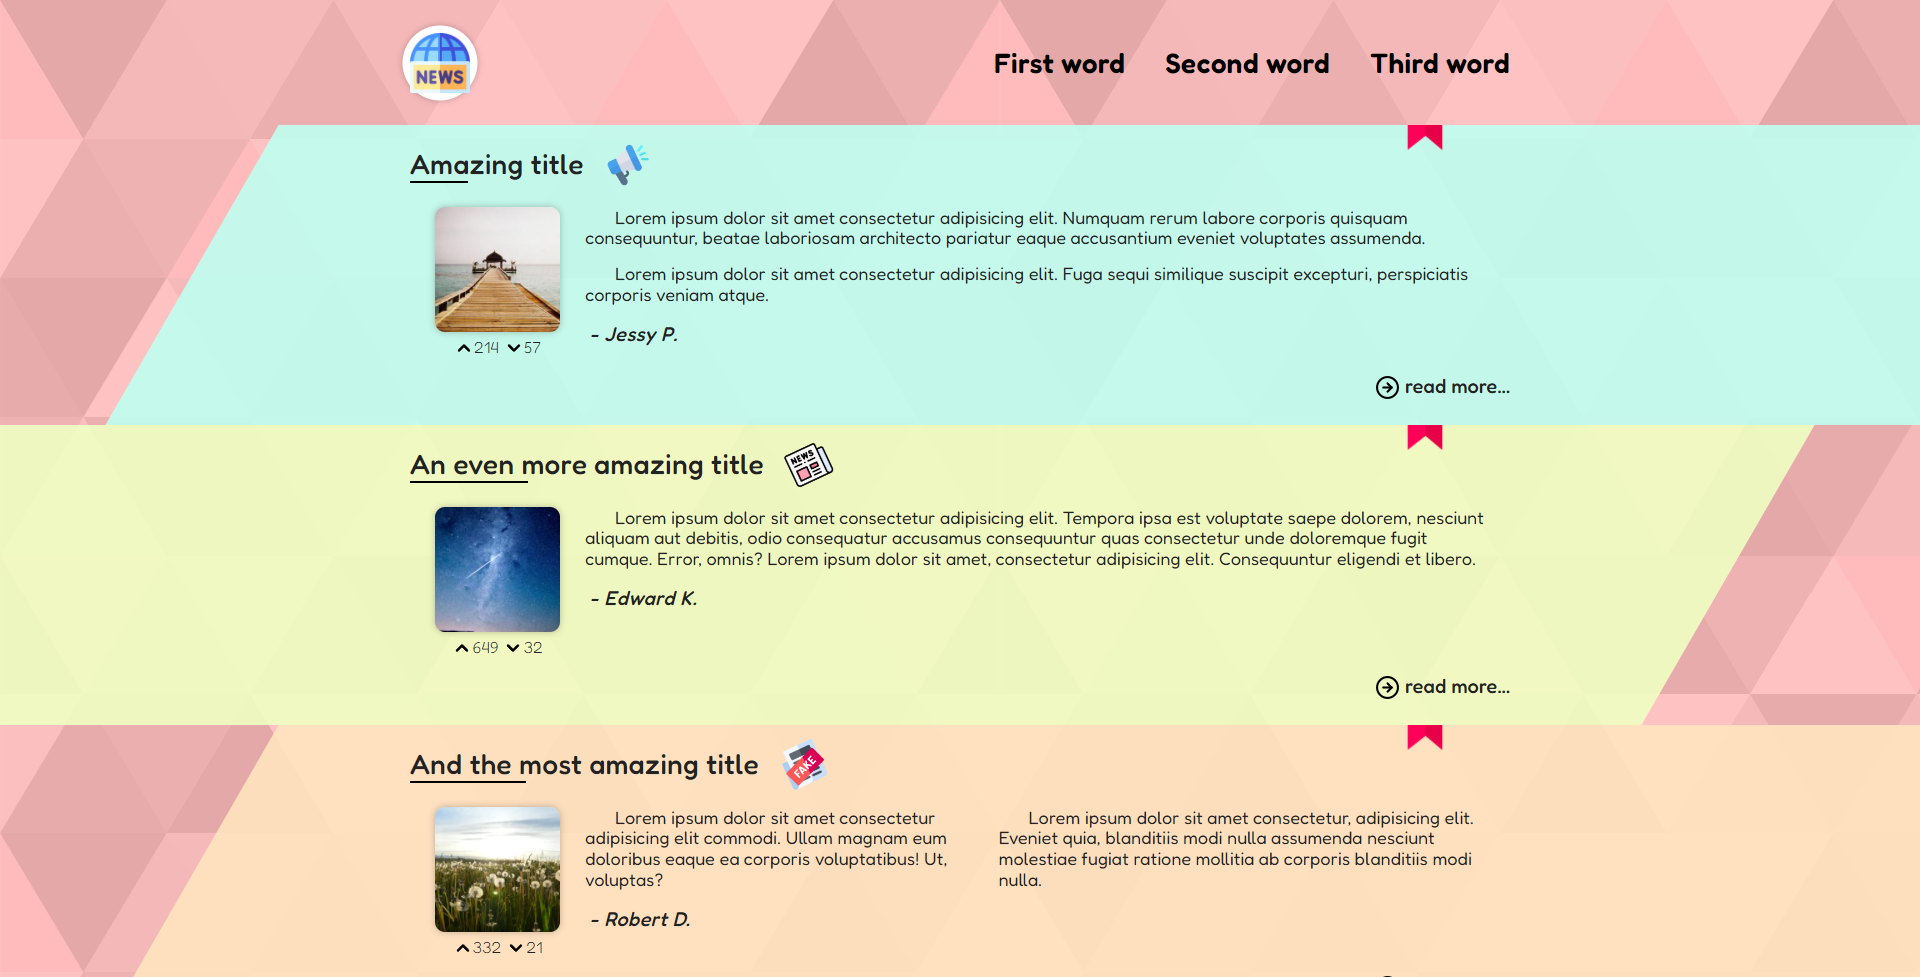 NEWS
First word Second word Third word
Amazing title
Lorem ipsum dolor sit amet consectetur adipisicing elit. Numquam rerum labore corporis quisquam
consequuntur, beatae laboriosam architecto pariatur eaque accusantium eveniet voluptates assumenda.
Lorem ipsum dolor sit amet consectetur adipisicing elit. Fuga sequi similique suscipit excepturi, perspiciatis
corporis veniam atque.
- Jessy P.
214 57
read more...
An even more amazing title
NEWS
Lorem ipsum dolor sit amet consectetur adipisicing elit. Tempora ipsa est voluptate saepe dolorem, nesciunt
aliquam aut debitis, odio consequatur accusamus consequuntur quas consectetur unde doloremque fugit
cumque. Error, omnis? Lorem ipsum dolor sit amet, consectetur adipisicing elit. Consequuntur eligendi et libero.
- Edward K.
649 32
read more...
And the most amazing title
FAKE
Lorem ipsum dolor sit amet consectetur
adipisicing elit commodi. Ullam magnam eum
doloribus eaque ea corporis voluptatibus! Ut,
voluptas?
- Robert D.
Lorem ipsum dolor sit amet consectetur, adipisicing elit.
Eveniet quia, blanditiis modi nulla assumenda nesciunt
molestiae fugiat ratione mollitia ab corporis blanditiis modi
nulla.
332 21